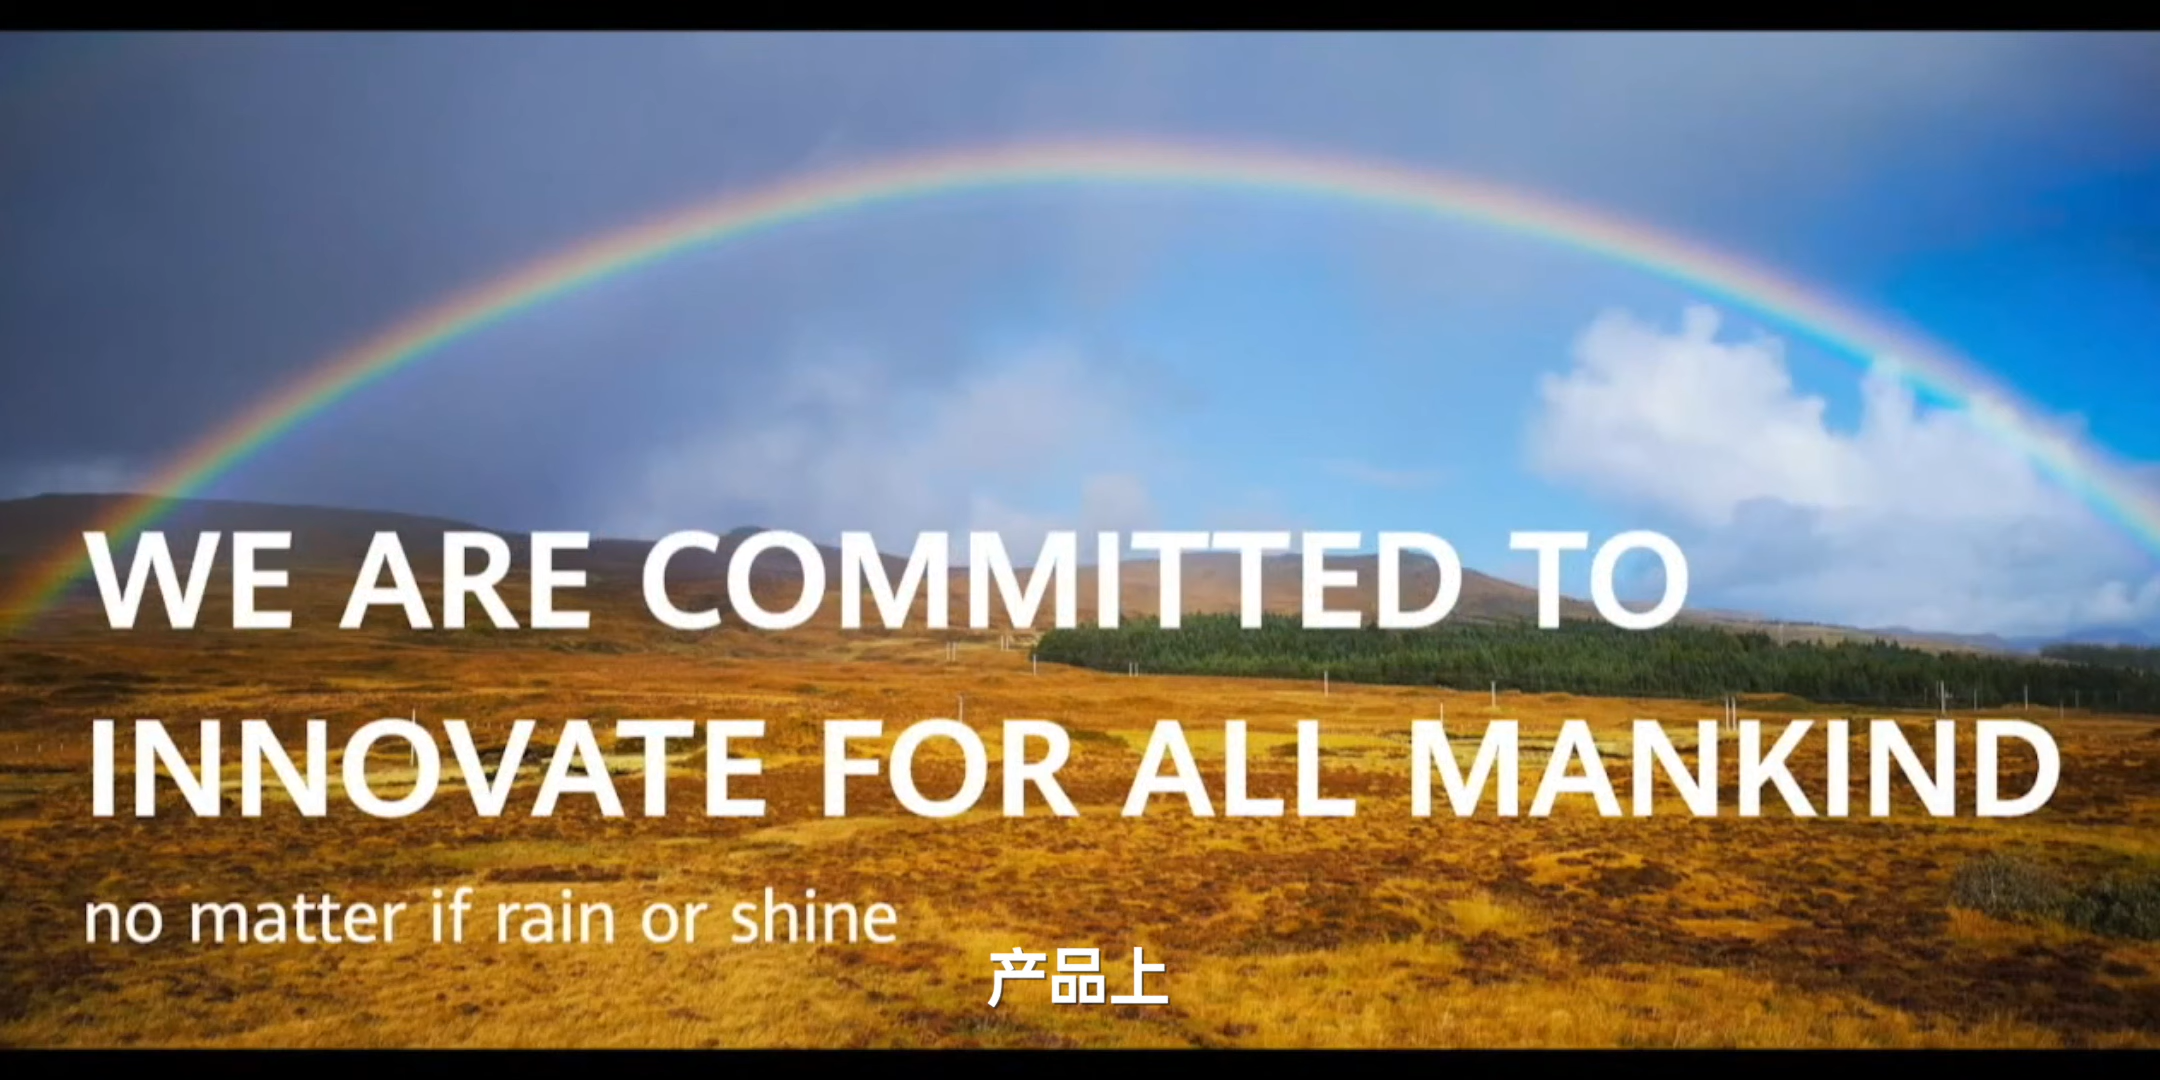 WE ARE COMMITTED TO
INNOVATE FOR ALL MANKIND
no matter if rain or shine
产品上